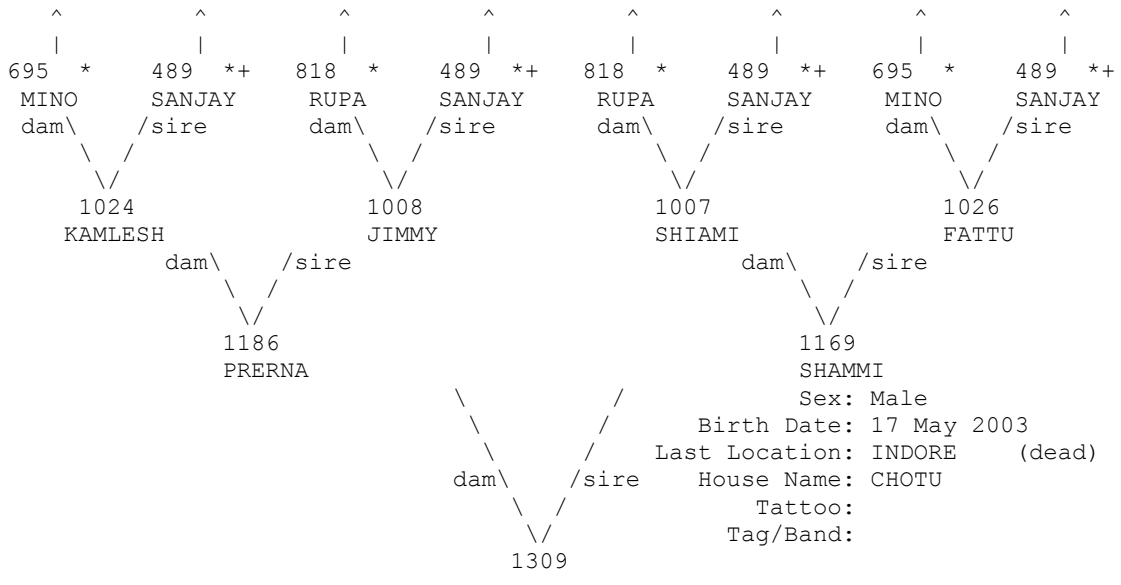 ^ ^ ^ ^ ^ ^ ^ ^
| | | | | | | |
695 * 489 *+ 818 * 489 *+ 818 * 489 *+ 695 * 489 *+
MINO SANJAY RUPA SANJAY RUPA SANJAY MINO SANJAY
dam\ /sire dam\ /sire dam\ /sire dam\ /sire
\ / \ / \ / \ /
\/ \/ \/ \/
1024 1008 1007 1026
KAMLESH JIMMY SHIAMI FATTU
dam\ /sire dam\ /sire
\ / \ /
\/ \/
1186 1169
PRERNA SHAMMI
\ / Sex: Male
\ / Birth Date: 17 May 2003
\ / Last Location: INDORE (dead)
dam\ /sire House Name: CHOTU
\ / Tattoo:
\/ Tag/Band:
1309